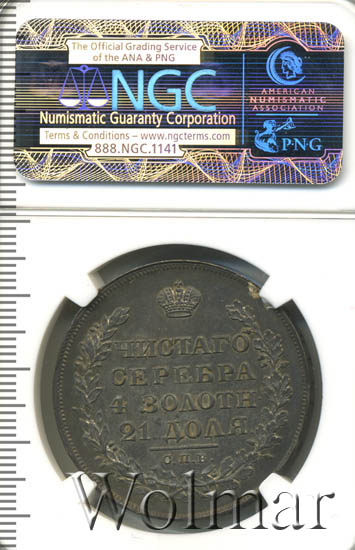 The Official Grading Service
of the ANA & PNG
NGC
Numismatic Guaranty Corporation
Terms & Conditions – www.ngcterms.com
888.NGC.1141
AMERICAN
NUMISMATIC
ASSOCIATION
PNG
ЧИСТАГО
СЕРЕБРА
4 ЗОЛОТН
21 ДОЛЯ
С.П.Б
Wolmar